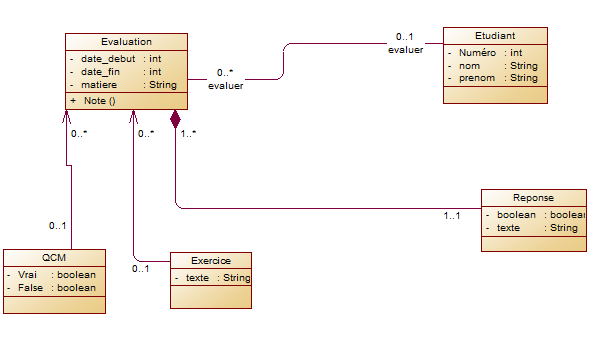 Evaluation
- date_debut : int
- date_fin : int
- matiere : String
+ Note ()
0..*
evaluer
0..1
evaluer
Etudiant
- Numéro : int
- nom : String
- prenom : String
0..*
0..*
1..*
0..1
0..1
1..1
Reponse
- boolean : boolean
- texte : String
QCM
- Vrai : boolean
- False : boolean
Exercice
- texte : String